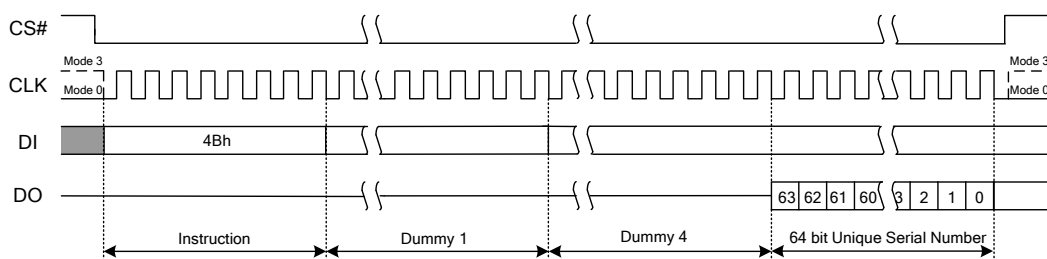 CS#
Mode 3
Mode 3
CLK
Mode 0
Mode 0
DI
4Bh
DO
63 62 61 60 3 2 1 0
Instruction
Dummy 1
Dummy 4
64 bit Unique Serial Number